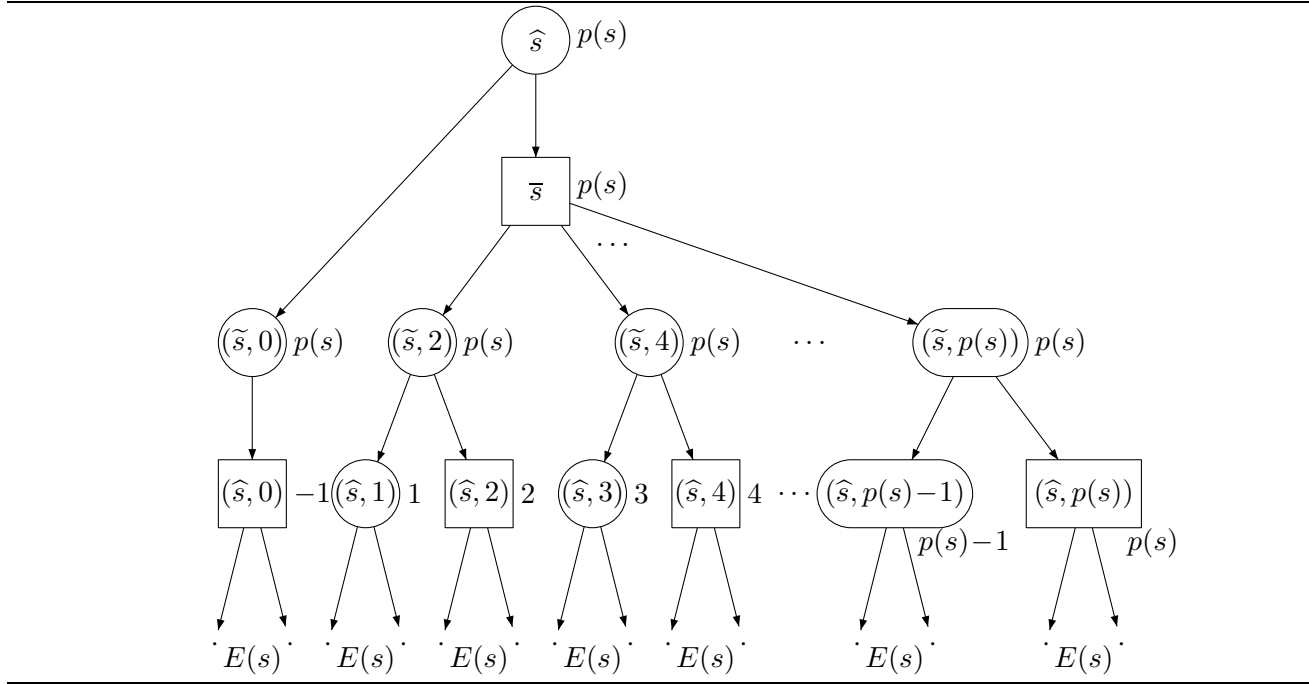 ŝ p(s)
s̅ p(s)
···
(s̃, 0) p(s) (s̃, 2) p(s) (s̃, 4) p(s) ··· (s̃, p(s)) p(s)
(ŝ, 0) −1 (ŝ, 1) 1 (ŝ, 2) 2 (ŝ, 3) 3 (ŝ, 4) 4 ··· (ŝ, p(s)−1) (ŝ, p(s))
p(s)−1 p(s)
· E(s) · · E(s) · · E(s) · · E(s) · · E(s) · · E(s) · · E(s) ·